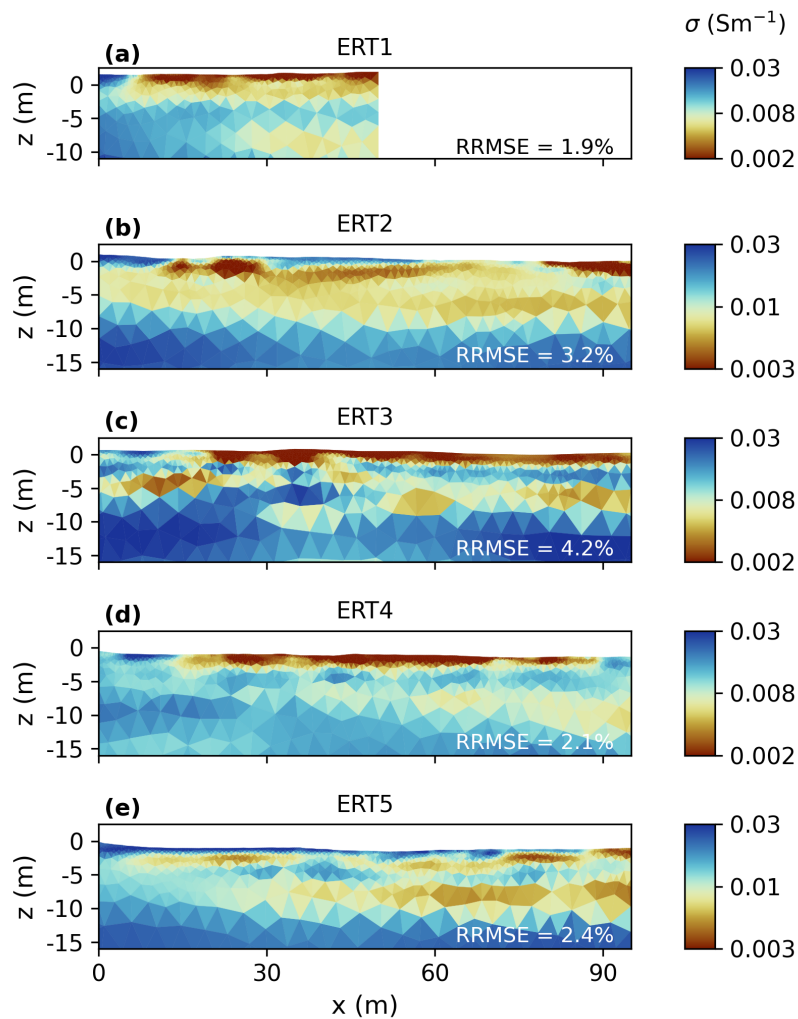 σ (Sm⁻¹)
(a) ERT1
z (m)
0
-5
-10
RRMSE = 1.9%
0.03
0.008
0.002
(b) ERT2
z (m)
0
-5
-10
-15
RRMSE = 3.2%
0.03
0.01
0.003
(c) ERT3
z (m)
0
-5
-10
-15
RRMSE = 4.2%
0.03
0.008
0.002
(d) ERT4
z (m)
0
-5
-10
-15
RRMSE = 2.1%
0.03
0.008
0.002
(e) ERT5
z (m)
0
-5
-10
-15
RRMSE = 2.4%
0.03
0.01
0.003
0 30 60 90
x (m)